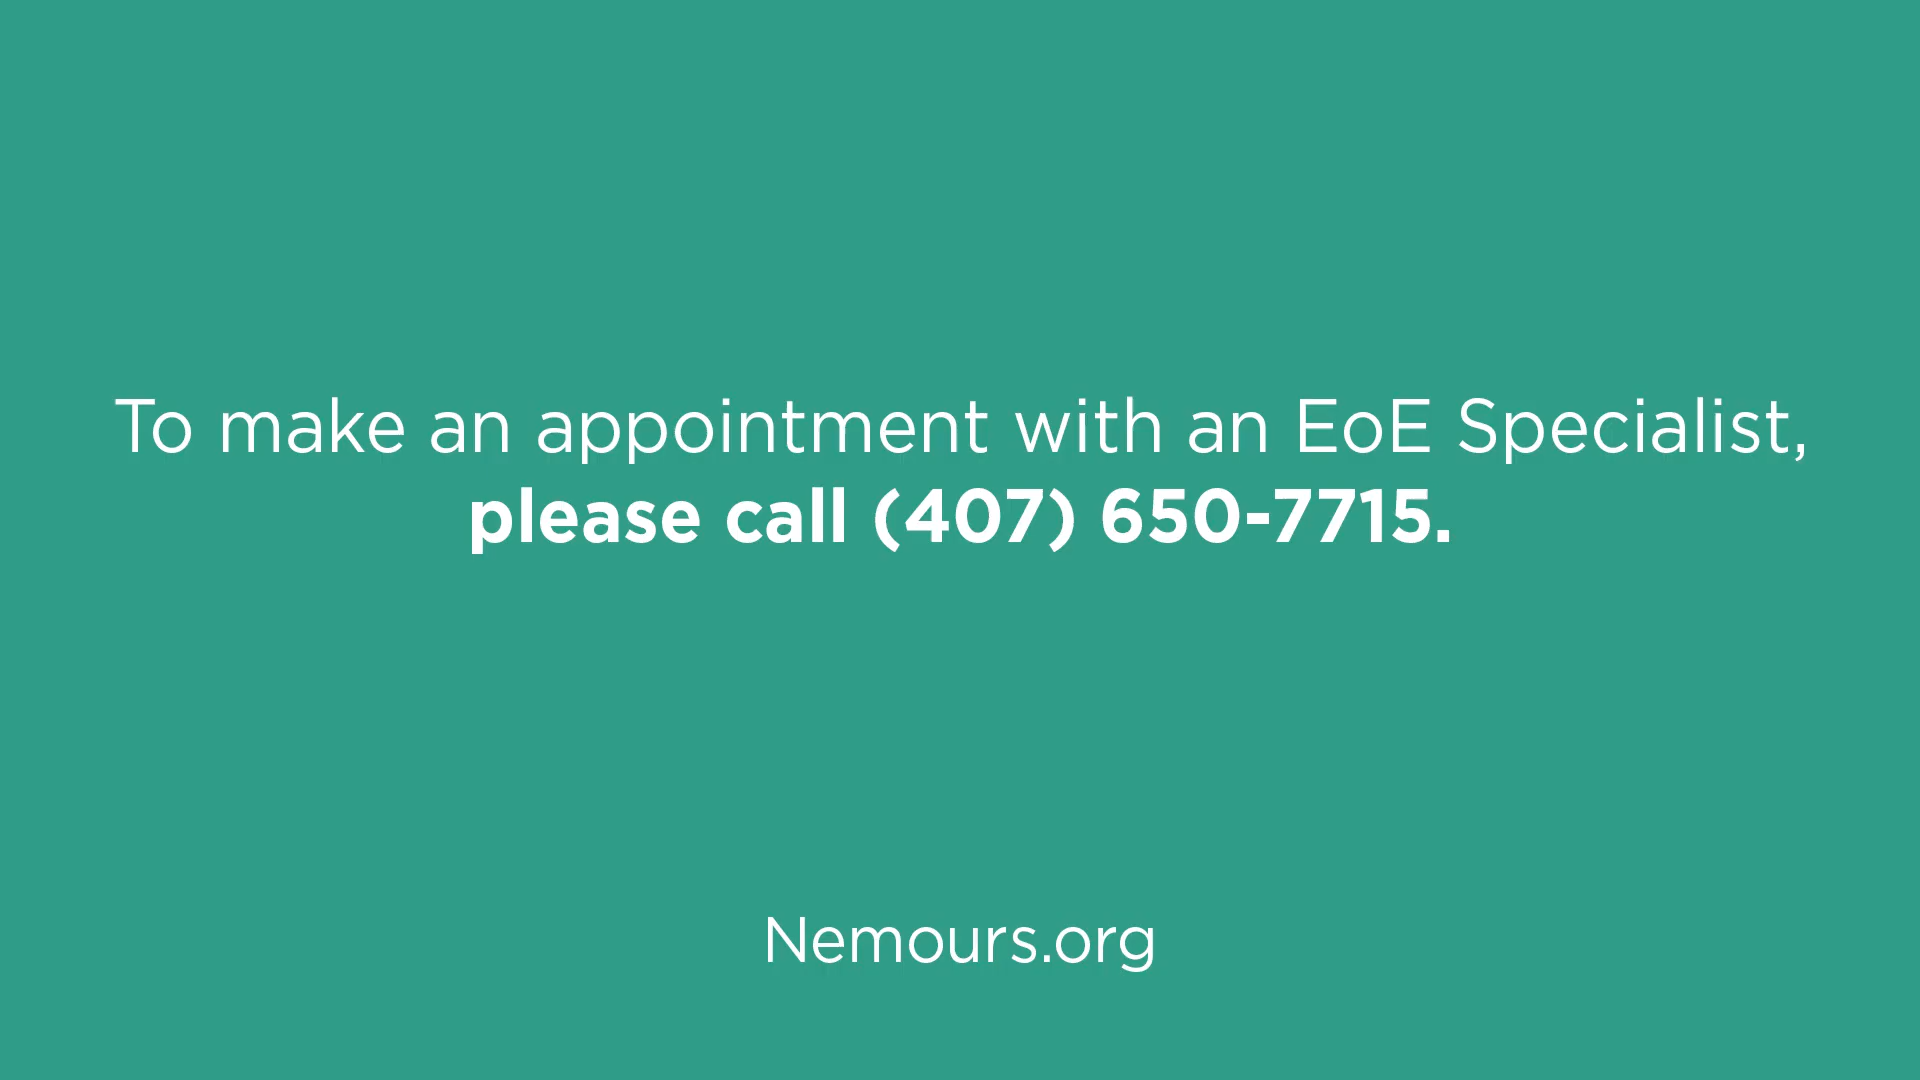 To make an appointment with an EoE Specialist,
please call (407) 650-7715.
Nemours.org